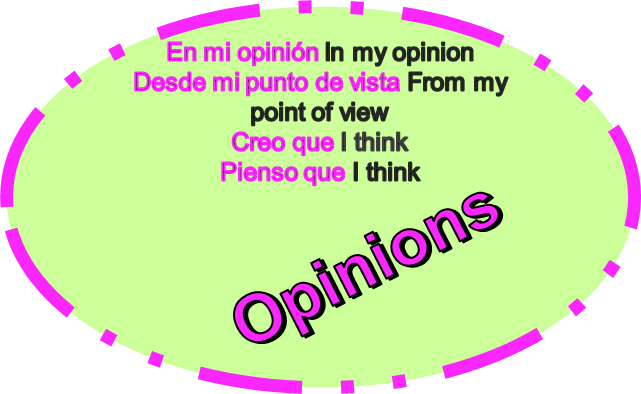 En mi opinión In my opinion
Desde mi punto de vista From my
point of view
Creo que I think
Pienso que I think
Opinions